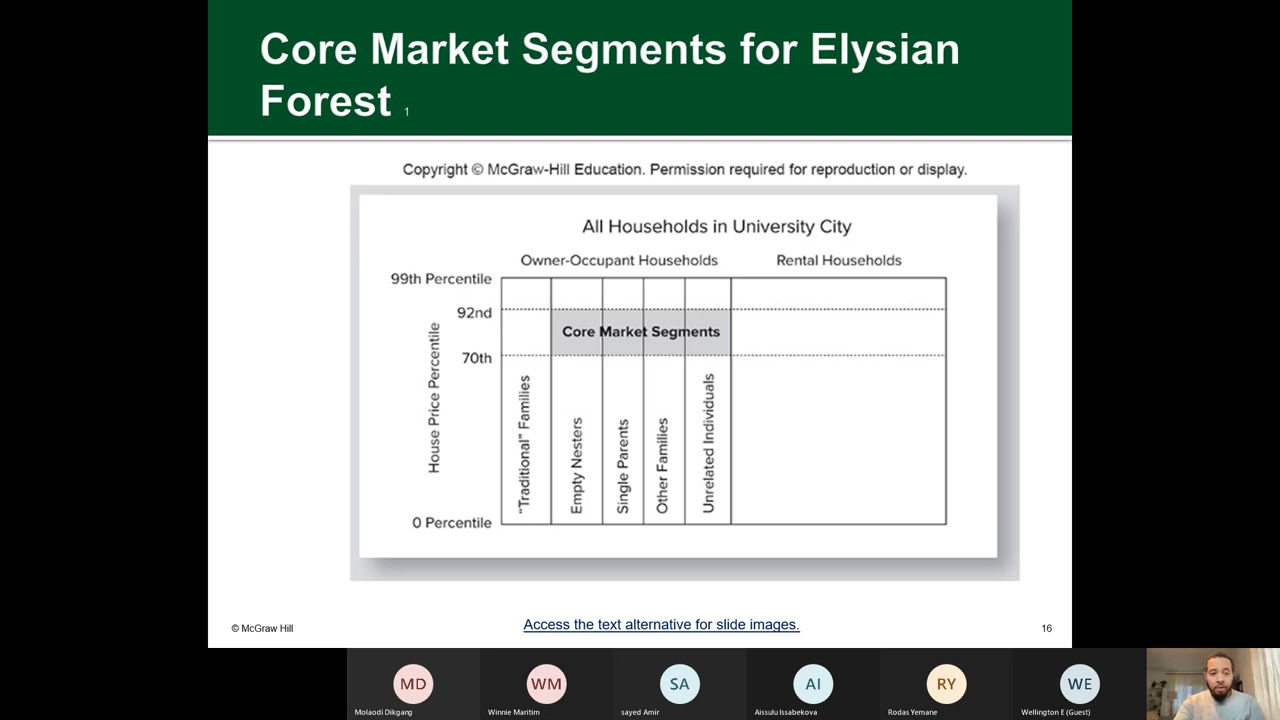 Core Market Segments for Elysian
Forest 1
Copyright © McGraw-Hill Education. Permission required for reproduction or display.
All Households in University City
Owner-Occupant Households
Rental Households
99th Percentile
92nd
70th
0 Percentile
House Price Percentile
Core Market Segments
"Traditional" Families
Empty Nesters
Single Parents
Other Families
Unrelated Individuals
© McGraw Hill
Access the text alternative for slide images.
16
MD
WM
SA
AI
RY
WE
Molaodi Dikgang
Winnie Maritim
sayed Amir
Aissulu Issabekova
Rodas Yemane
Wellington E (Guest)